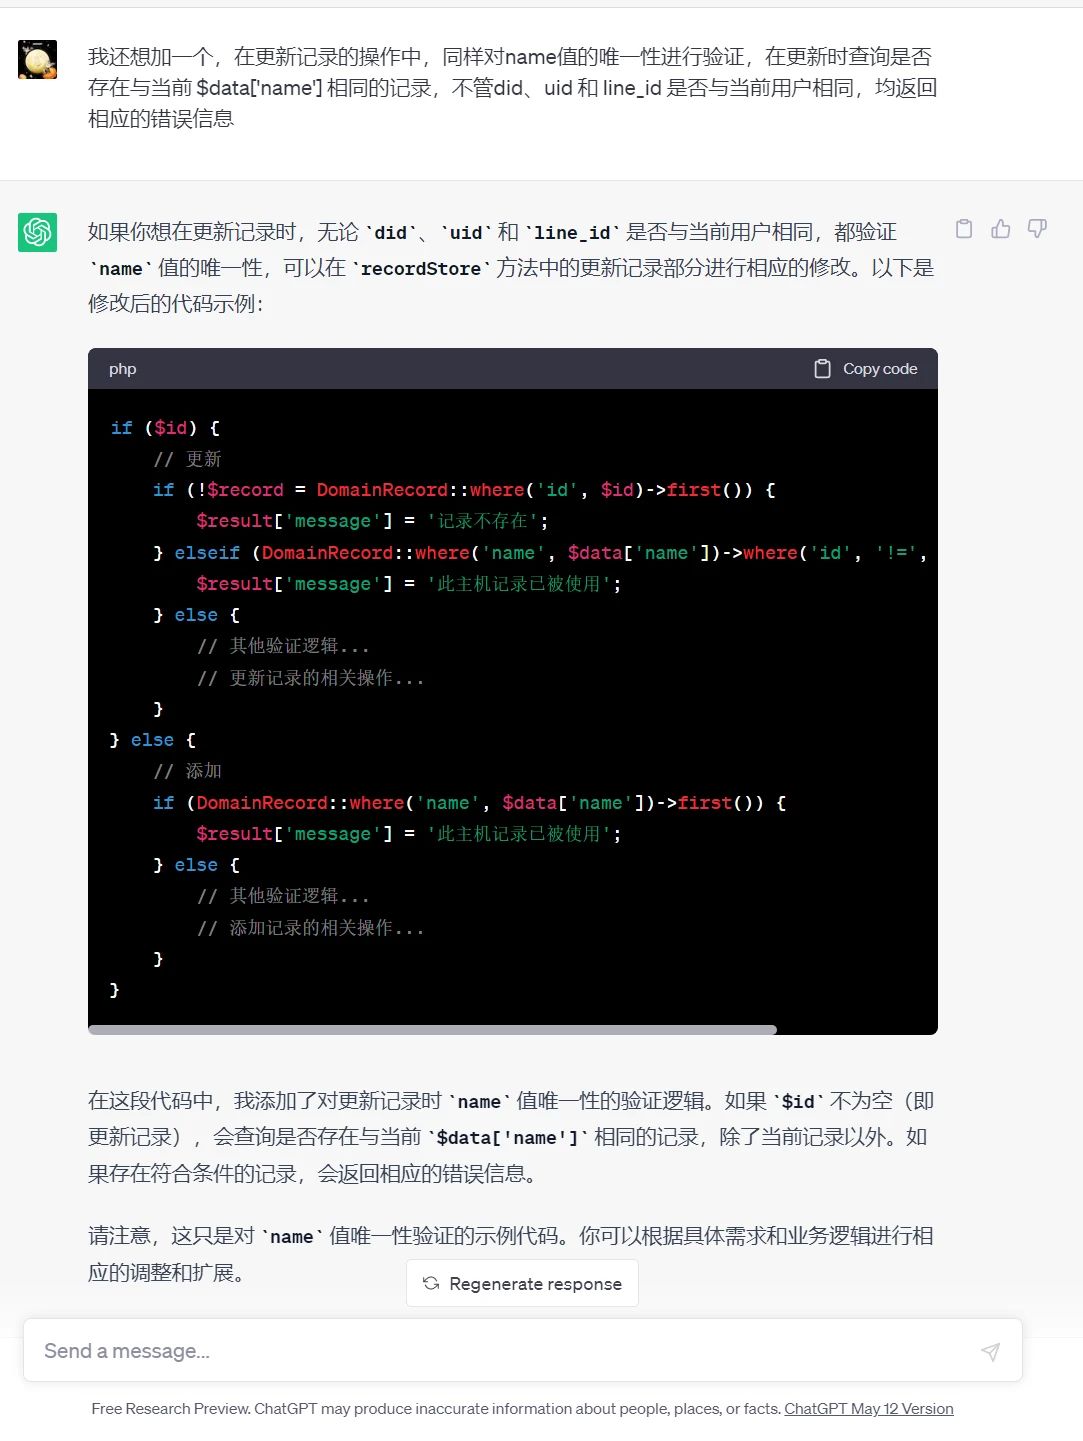 我还想加一个，在更新记录的操作中，同样对name值的唯一性进行验证，在更新时查询是否
存在与当前 $data['name'] 相同的记录，不管did、uid 和 line_id 是否与当前用户相同，均返回
相应的错误信息
如果你想在更新记录时，无论 `did`、`uid` 和 `line_id` 是否与当前用户相同，都验证
`name` 值的唯一性，可以在 `recordStore` 方法中的更新记录部分进行相应的修改。以下是
修改后的代码示例：
php
Copy code
if ($id) {
    // 更新
    if (!$record = DomainRecord::where('id', $id)->first()) {
        $result['message'] = '记录不存在';
    } elseif (DomainRecord::where('name', $data['name'])->where('id', '!=',
        $result['message'] = '此主机记录已被使用';
    } else {
        // 其他验证逻辑...
        // 更新记录的相关操作...
    }
} else {
    // 添加
    if (DomainRecord::where('name', $data['name'])->first()) {
        $result['message'] = '此主机记录已被使用';
    } else {
        // 其他验证逻辑...
        // 添加记录的相关操作...
    }
}
在这段代码中，我添加了对更新记录时 `name` 值唯一性的验证逻辑。如果 `$id` 不为空（即
更新记录），会查询是否存在与当前 `$data['name']` 相同的记录，除了当前记录以外。如
果存在符合条件的记录，会返回相应的错误信息。
请注意，这只是对 `name` 值唯一性验证的示例代码。你可以根据具体需求和业务逻辑进行相
应的调整和扩展。
Regenerate response
Send a message...
Free Research Preview. ChatGPT may produce inaccurate information about people, places, or facts. ChatGPT May 12 Version